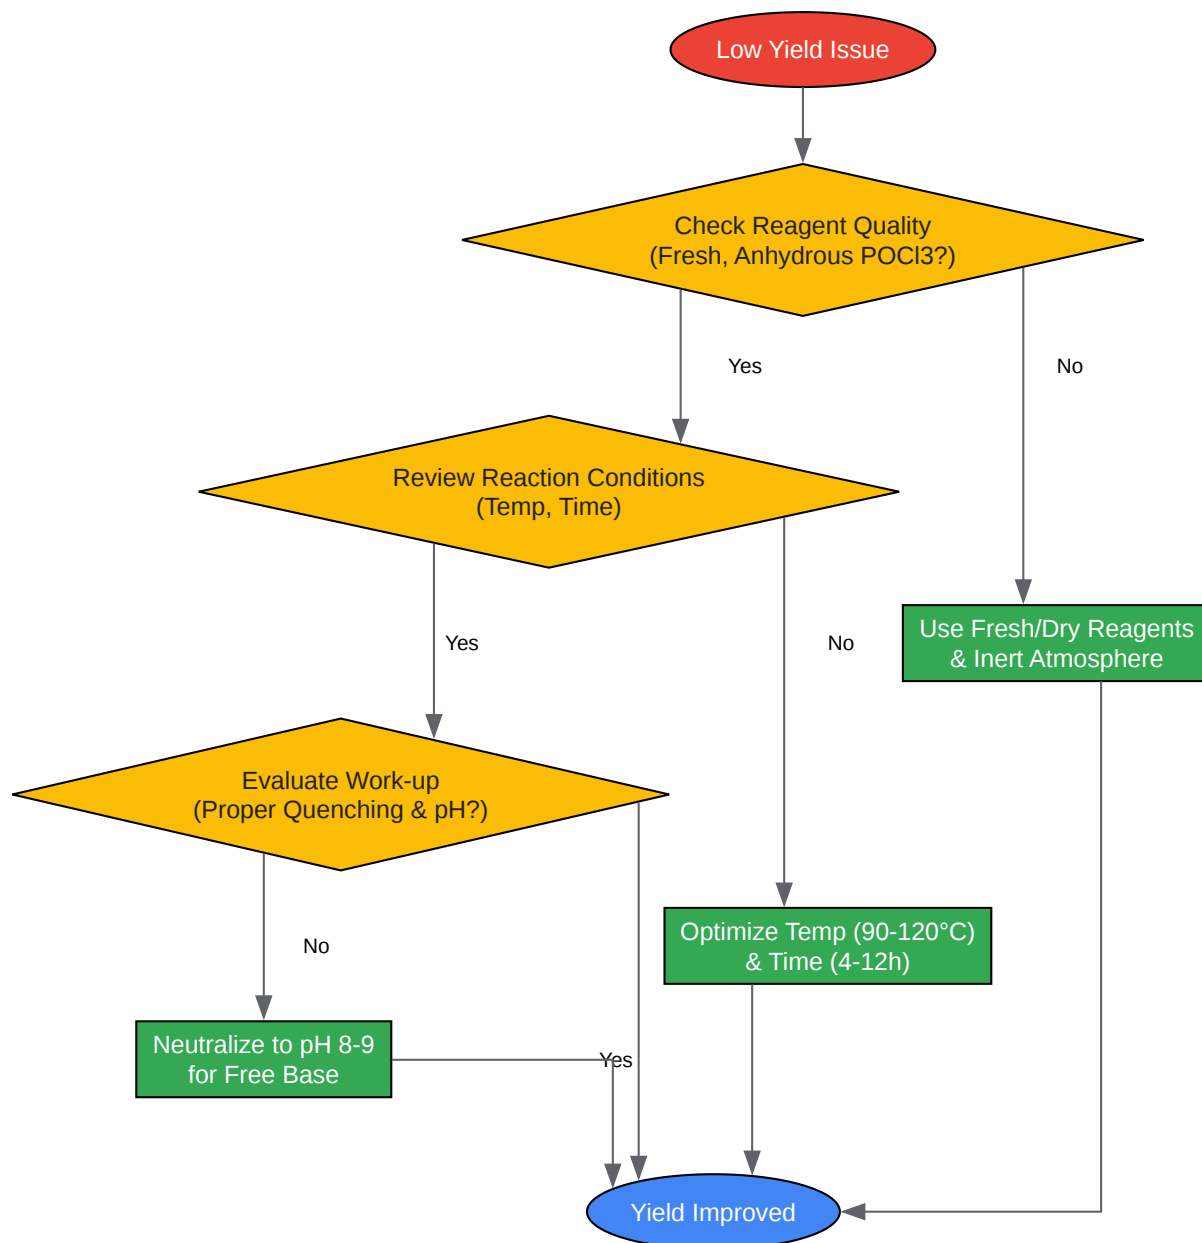 Low Yield Issue
Check Reagent Quality
(Fresh, Anhydrous POCl3?)
Yes
No
Review Reaction Conditions
(Temp, Time)
Use Fresh/Dry Reagents
& Inert Atmosphere
Yes
No
Evaluate Work-up
(Proper Quenching & pH?)
Optimize Temp (90-120°C)
& Time (4-12h)
No
Neutralize to pH 8-9
for Free Base
Yes
Yield Improved